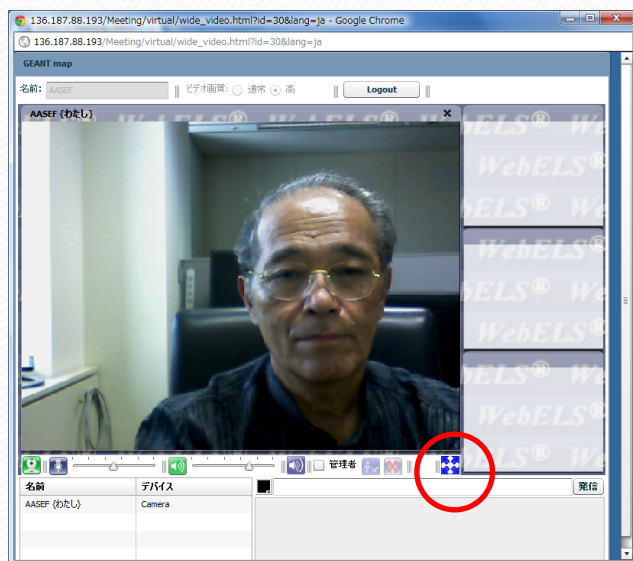 136.187.88.193/Meeting/virtual/wide_video.html?id=30&lang=ja - Google Chrome
136.187.88.193/Meeting/virtual/wide_video.html?id=30&lang=ja
GEANT map
名前: AASEF ビデオ画質: 通常 高 Logout
AASEF {わたし} ×
WebELS®
WebELS®
WebELS®
管理者
名前 デバイス 発信
AASEF {わたし} Camera